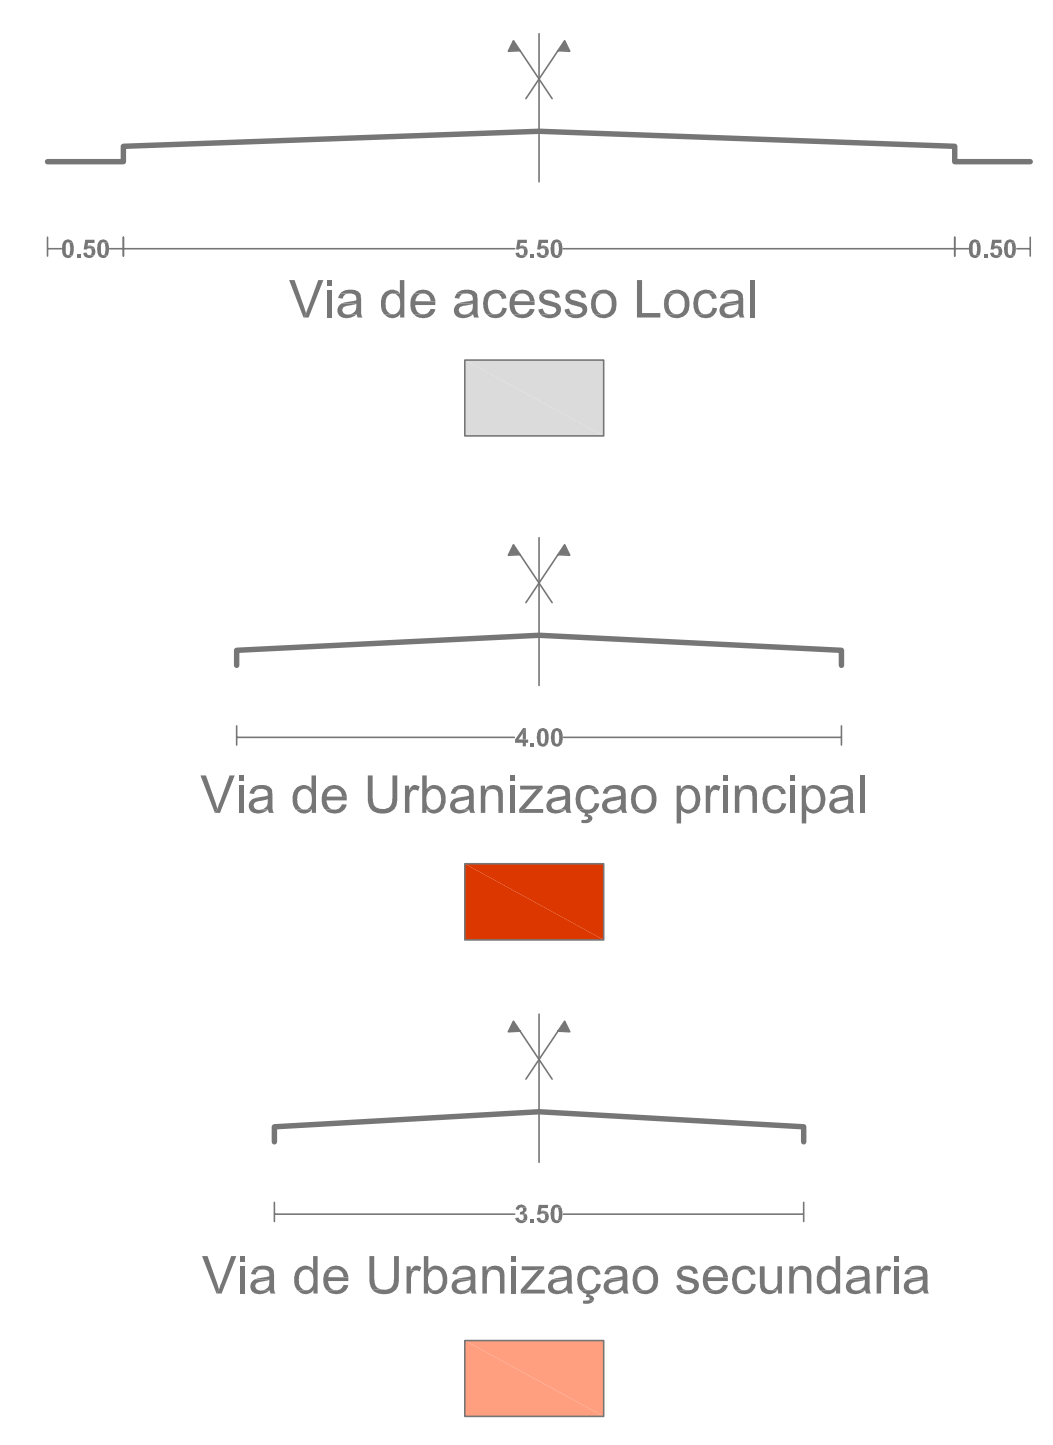 0.50 5.50 0.50
Via de acesso Local
4.00
Via de Urbanizaçao principal
3.50
Via de Urbanizaçao secundaria